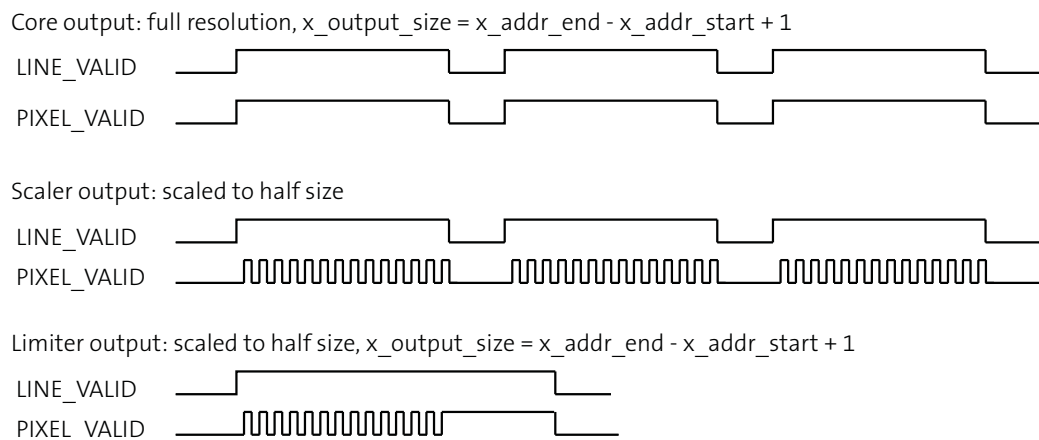 Core output: full resolution, x_output_size = x_addr_end - x_addr_start + 1
LINE_VALID
PIXEL_VALID
Scaler output: scaled to half size
LINE_VALID
PIXEL_VALID
Limiter output: scaled to half size, x_output_size = x_addr_end - x_addr_start + 1
LINE_VALID
PIXEL_VALID